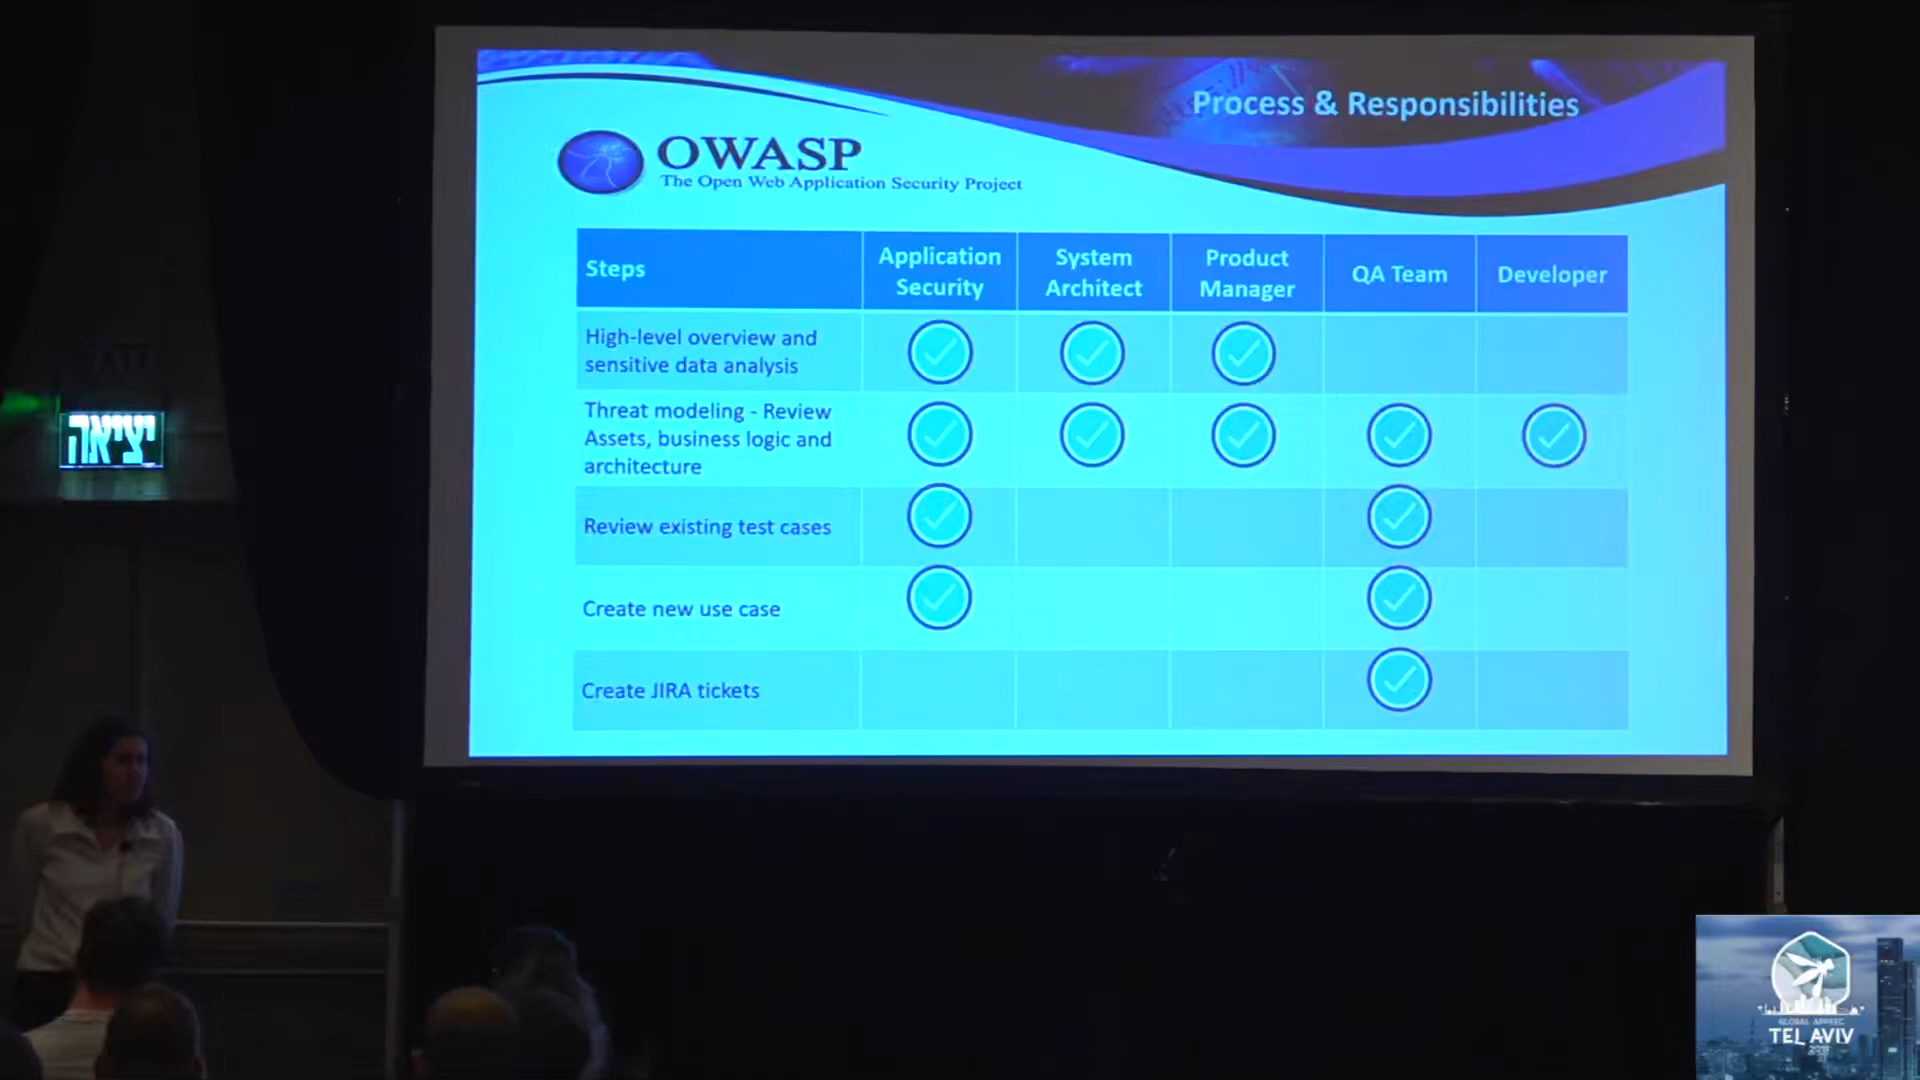 Process & Responsibilities
OWASP
The Open Web Application Security Project
Steps
Application
Security
System
Architect
Product
Manager
QA Team
Developer
High-level overview and
sensitive data analysis
Threat modeling - Review
Assets, business logic and
architecture
Review existing test cases
Create new use case
Create JIRA tickets
יציאה
GLOBAL APPSEC
TEL AVIV